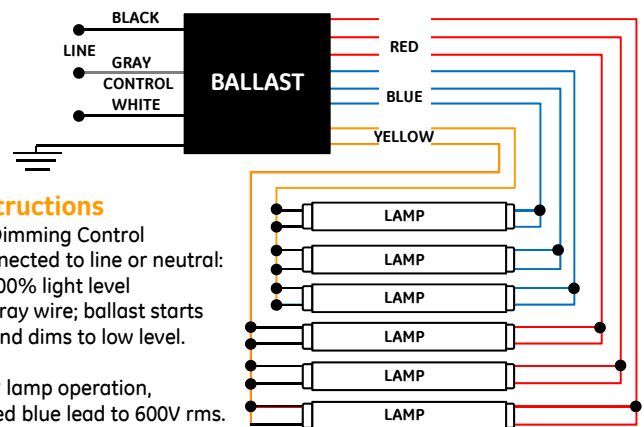 BLACK
LINE
GRAY
CONTROL
WHITE
BALLAST
RED
BLUE
YELLOW
LAMP
LAMP
LAMP
LAMP
LAMP
LAMP
tructions
Dimming Control
nected to line or neutral:
00% light level
ray wire; ballast starts
nd dims to low level.
lamp operation,
ed blue lead to 600V rms.